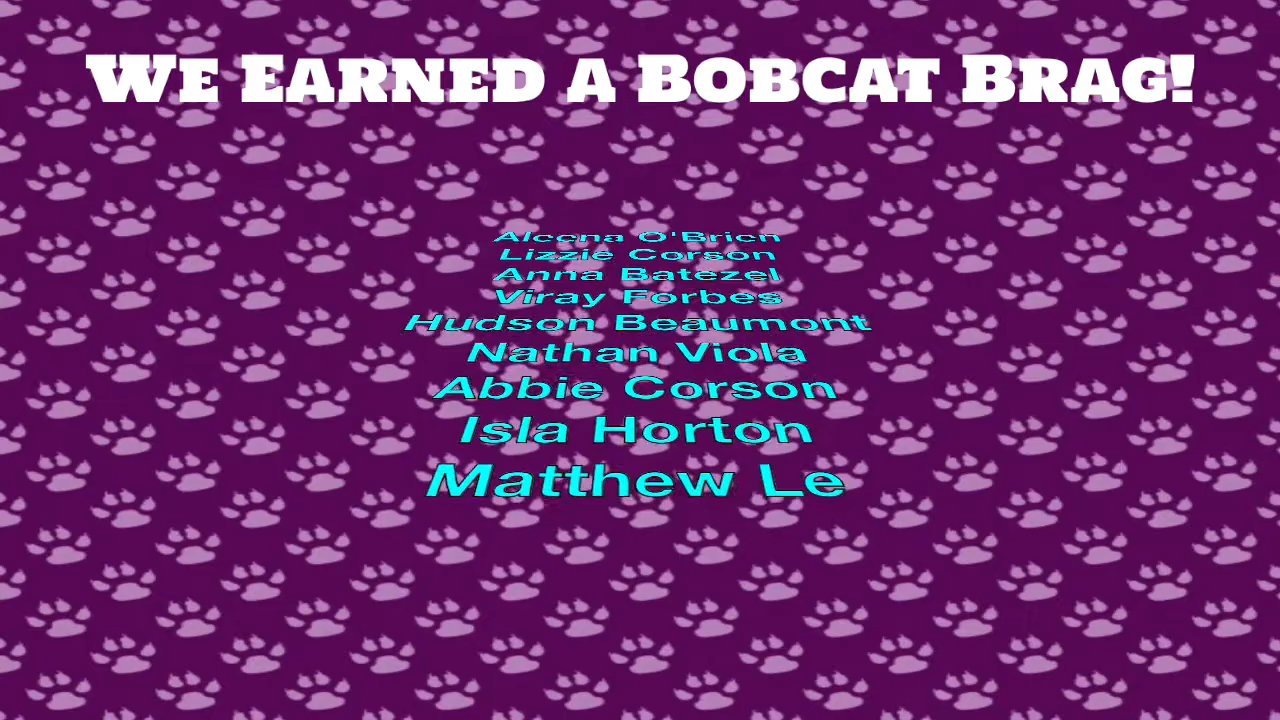 We Earned a Bobcat Brag!
Aleena O'Brien
Lizzie Corson
Anna Batezel
Viray Forbes
Hudson Beaumont
Nathan Viola
Abbie Corson
Isla Horton
Matthew Le